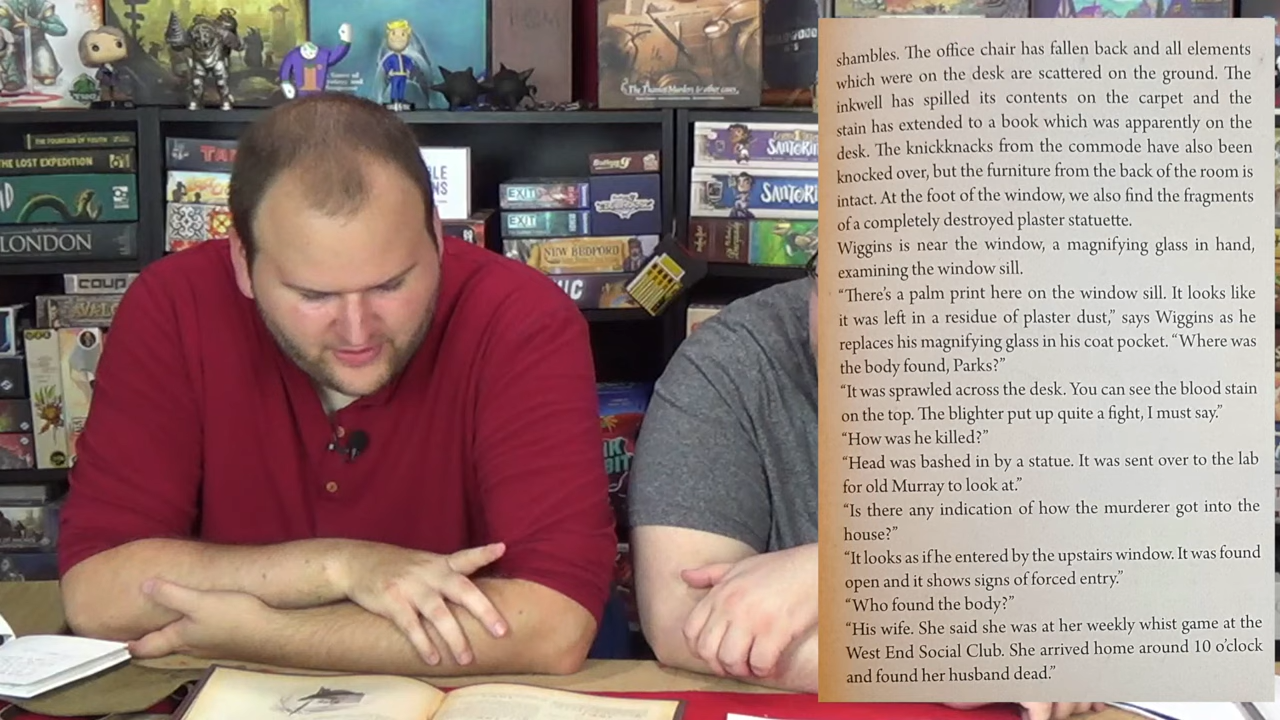 The Thames Murders & other cases
THE FOUNTAIN OF YOUTH
THE LOST EXPEDITION
LONDON
COUP
EXIT
EXIT
NEW BEDFORD
SANTORINI
SANTORI
shambles. The office chair has fallen back and all elements
which were on the desk are scattered on the ground. The
inkwell has spilled its contents on the carpet and the
stain has extended to a book which was apparently on the
desk. The knickknacks from the commode have also been
knocked over, but the furniture from the back of the room is
intact. At the foot of the window, we also find the fragments
of a completely destroyed plaster statuette.
Wiggins is near the window, a magnifying glass in hand,
examining the window sill.
“There’s a palm print here on the window sill. It looks like
it was left in a residue of plaster dust,” says Wiggins as he
replaces his magnifying glass in his coat pocket. “Where was
the body found, Parks?”
“It was sprawled across the desk. You can see the blood stain
on the top. The blighter put up quite a fight, I must say.”
“How was he killed?”
“Head was bashed in by a statue. It was sent over to the lab
for old Murray to look at.”
“Is there any indication of how the murderer got into the
house?”
“It looks as if he entered by the upstairs window. It was found
open and it shows signs of forced entry.”
“Who found the body?”
“His wife. She said she was at her weekly whist game at the
West End Social Club. She arrived home around 10 o’clock
and found her husband dead.”